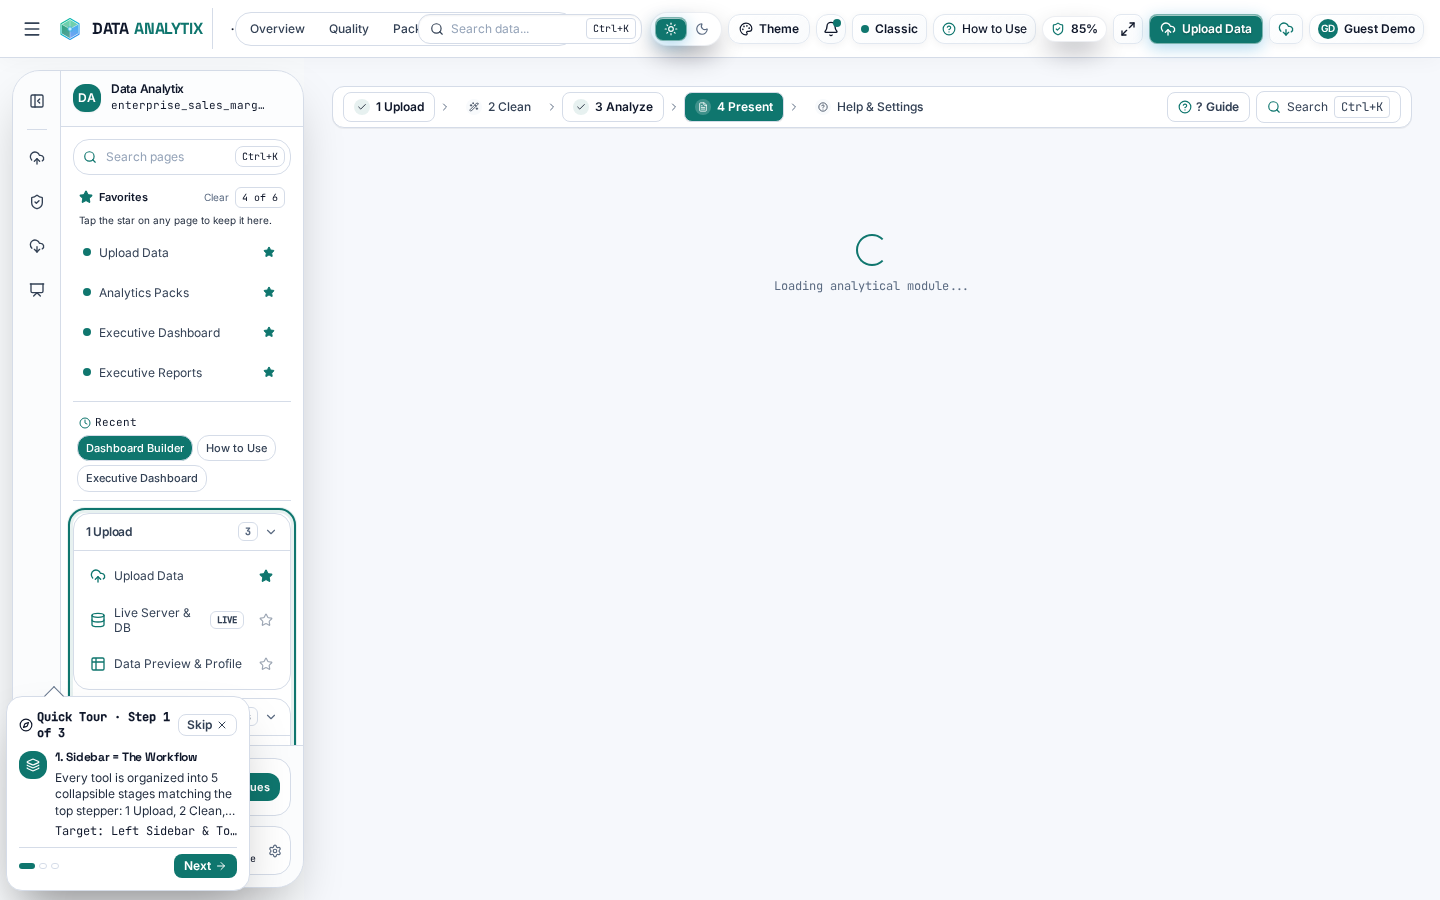 DATA ANALYTIX
Overview
Quality
Search data...
Ctrl+K
Theme
Classic
How to Use
85%
Upload Data
GD
Guest Demo
DA
Data Analytix
enterprise_sales_marg…
Search pages
Ctrl+K
Favorites
Clear
4 of 6
Tap the star on any page to keep it here.
Upload Data
Analytics Packs
Executive Dashboard
Executive Reports
Recent
Dashboard Builder
How to Use
Executive Dashboard
1 Upload
3
Upload Data
Live Server &
DB
LIVE
Data Preview & Profile
Quick Tour · Step 1
of 3
Skip
1. Sidebar = The Workflow
Every tool is organized into 5
collapsible stages matching the
top stepper: 1 Upload, 2 Clean,…
Target: Left Sidebar & To…
Next
1 Upload
2 Clean
3 Analyze
4 Present
Help & Settings
? Guide
Search
Ctrl+K
Loading analytical module...